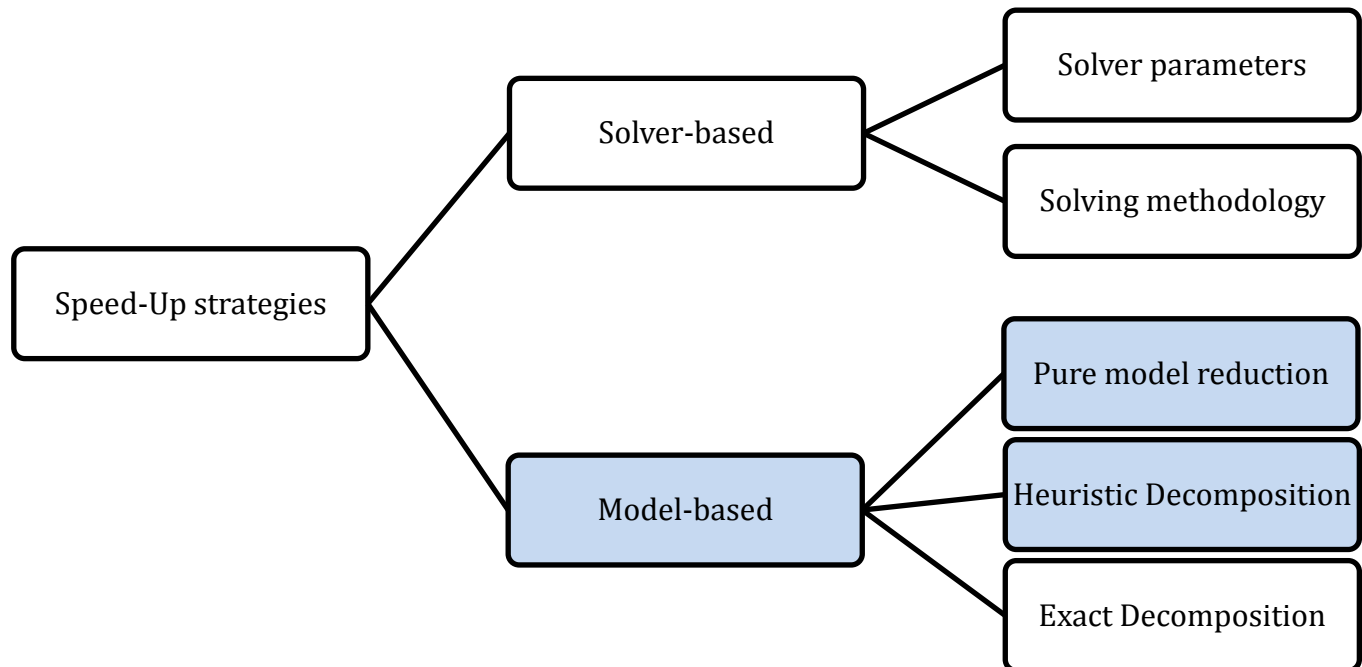 Solver parameters
Solver-based
Solving methodology
Speed-Up strategies
Pure model reduction
Heuristic Decomposition
Model-based
Exact Decomposition